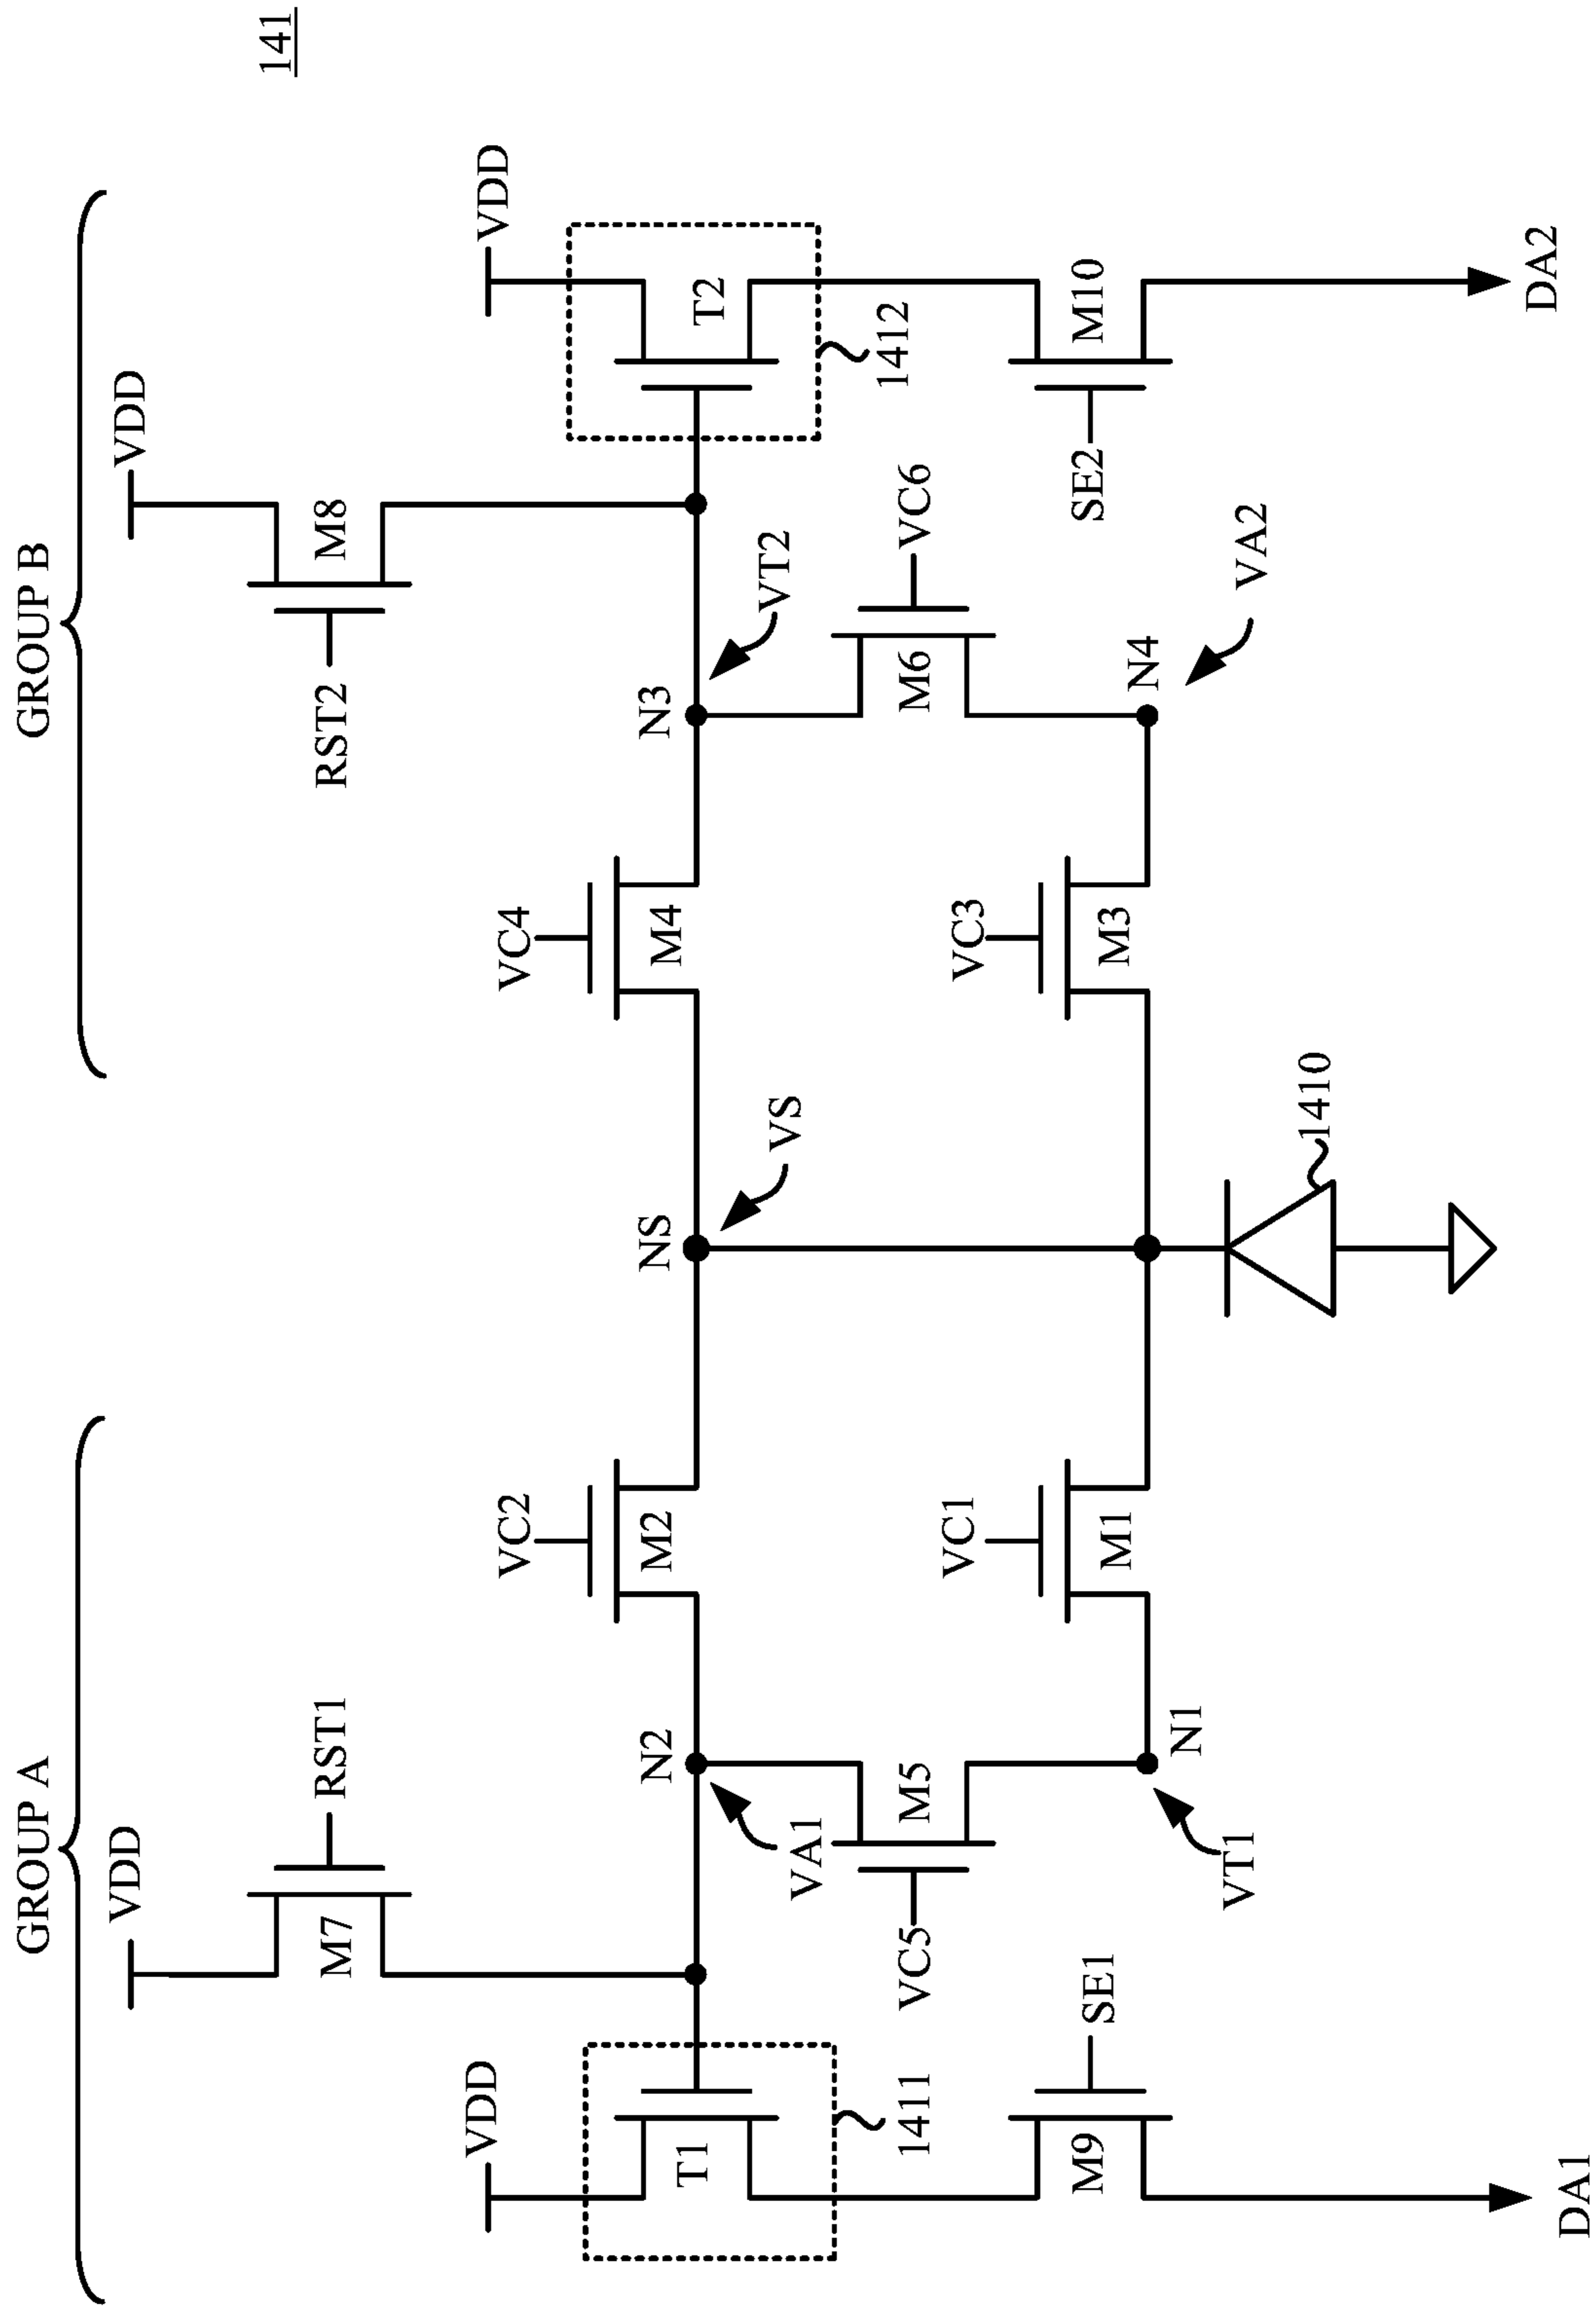 141
GROUP A
GROUP B
VDD
VDD
M7
RST1
RST2
M8
VDD
VDD
T1
1411
T2
1412
N2
VA1
VC2
M2
NS
VS
VC4
M4
N3
VT2
VC5
M5
M6
VC6
M9
SE1
SE2
M10
VC1
M1
VC3
M3
N1
VT1
N4
VA2
1410
DA1
DA2